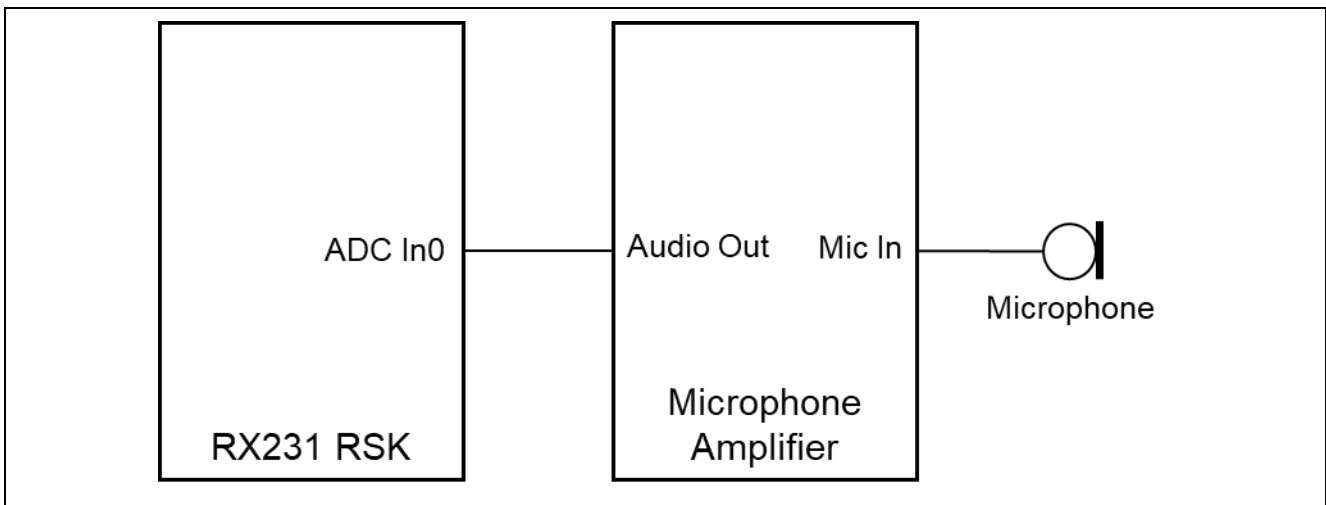 ADC In0
Audio Out
Mic In
Microphone
RX231 RSK
Microphone
Amplifier